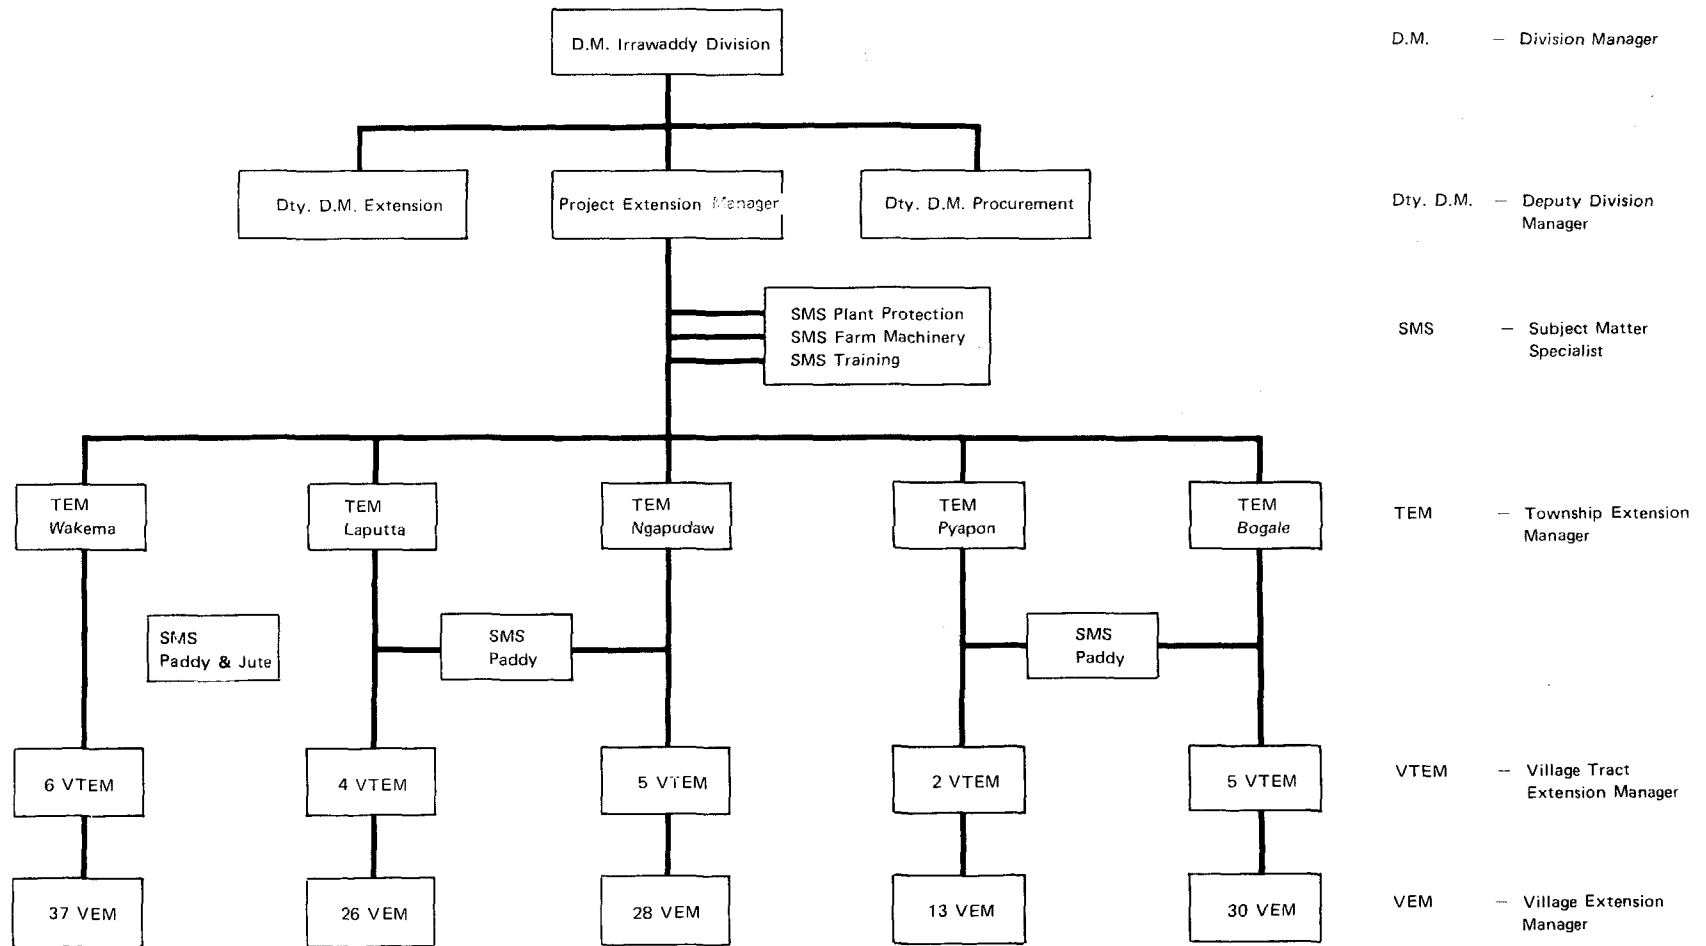 D.M. Irrawaddy Division
D.M. — Division Manager
Dty. D.M. Extension
Project Extension Manager
Dty. D.M. Procurement
Dty. D.M. — Deputy Division
Manager
SMS Plant Protection
SMS Farm Machinery
SMS Training
SMS — Subject Matter
Specialist
TEM
Wakema
TEM
Laputta
TEM
Ngapudaw
TEM
Pyapon
TEM
Bogale
TEM — Township Extension
Manager
SMS
Paddy & Jute
SMS
Paddy
SMS
Paddy
6 VTEM
4 VTEM
5 VTEM
2 VTEM
5 VTEM
VTEM — Village Tract
Extension Manager
37 VEM
26 VEM
28 VEM
13 VEM
30 VEM
VEM — Village Extension
Manager